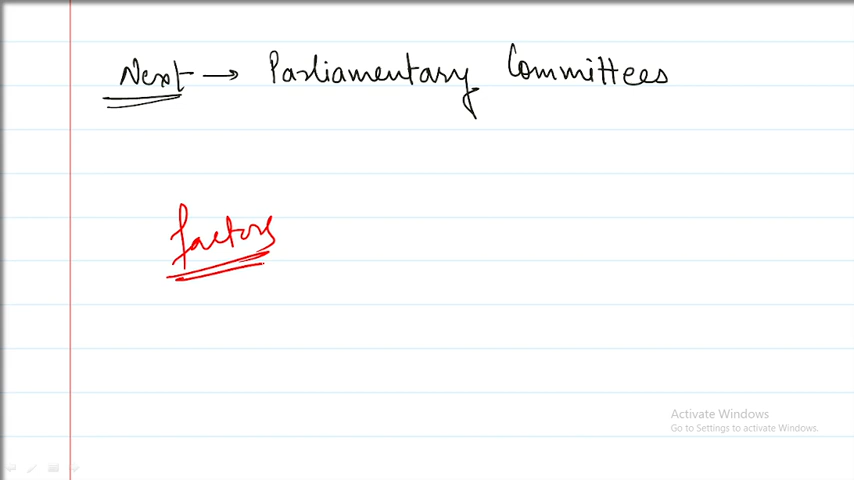 Next → Parliamentary Committees
factors
Activate Windows
Go to Settings to activate Windows.